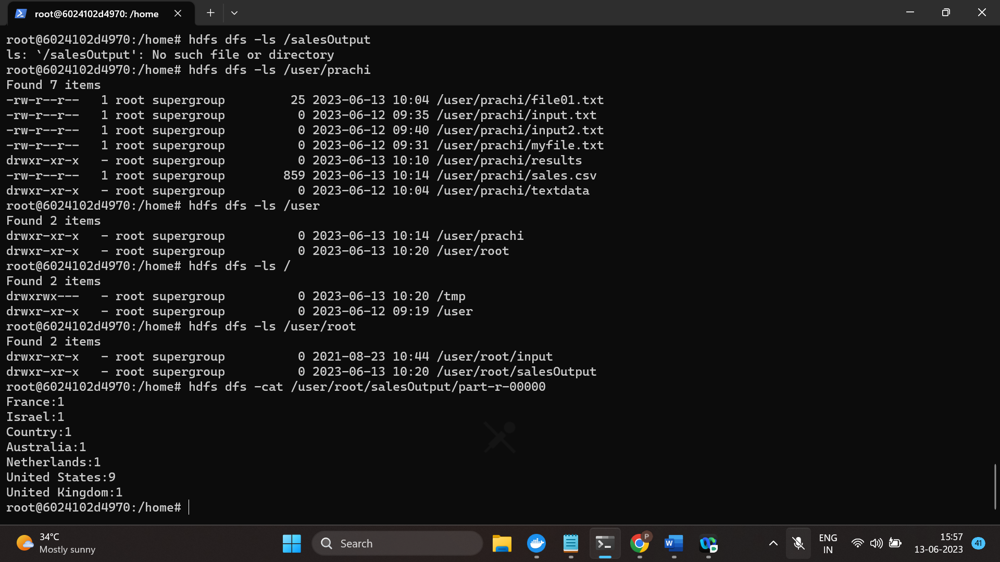 root@6024102d4970: /home
root@6024102d4970:/home# hdfs dfs -ls /salesOutput
ls: `/salesOutput': No such file or directory
root@6024102d4970:/home# hdfs dfs -ls /user/prachi
Found 7 items
-rw-r--r--   1 root supergroup         25 2023-06-13 10:04 /user/prachi/file01.txt
-rw-r--r--   1 root supergroup          0 2023-06-12 09:35 /user/prachi/input.txt
-rw-r--r--   1 root supergroup          0 2023-06-12 09:40 /user/prachi/input2.txt
-rw-r--r--   1 root supergroup          0 2023-06-12 09:31 /user/prachi/myfile.txt
drwxr-xr-x   - root supergroup          0 2023-06-13 10:10 /user/prachi/results
-rw-r--r--   1 root supergroup        859 2023-06-13 10:14 /user/prachi/sales.csv
drwxr-xr-x   - root supergroup          0 2023-06-12 10:04 /user/prachi/textdata
root@6024102d4970:/home# hdfs dfs -ls /user
Found 2 items
drwxr-xr-x   - root supergroup          0 2023-06-13 10:14 /user/prachi
drwxr-xr-x   - root supergroup          0 2023-06-13 10:20 /user/root
root@6024102d4970:/home# hdfs dfs -ls /
Found 2 items
drwxrwx---   - root supergroup          0 2023-06-13 10:20 /tmp
drwxr-xr-x   - root supergroup          0 2023-06-12 09:19 /user
root@6024102d4970:/home# hdfs dfs -ls /user/root
Found 2 items
drwxr-xr-x   - root supergroup          0 2021-08-23 10:44 /user/root/input
drwxr-xr-x   - root supergroup          0 2023-06-13 10:20 /user/root/salesOutput
root@6024102d4970:/home# hdfs dfs -cat /user/root/salesOutput/part-r-00000
France:1
Israel:1
Country:1
Australia:1
Netherlands:1
United States:9
United Kingdom:1
root@6024102d4970:/home#
34°C
Mostly sunny
Search
P
W
ENG
IN
15:57
13-06-2023
41